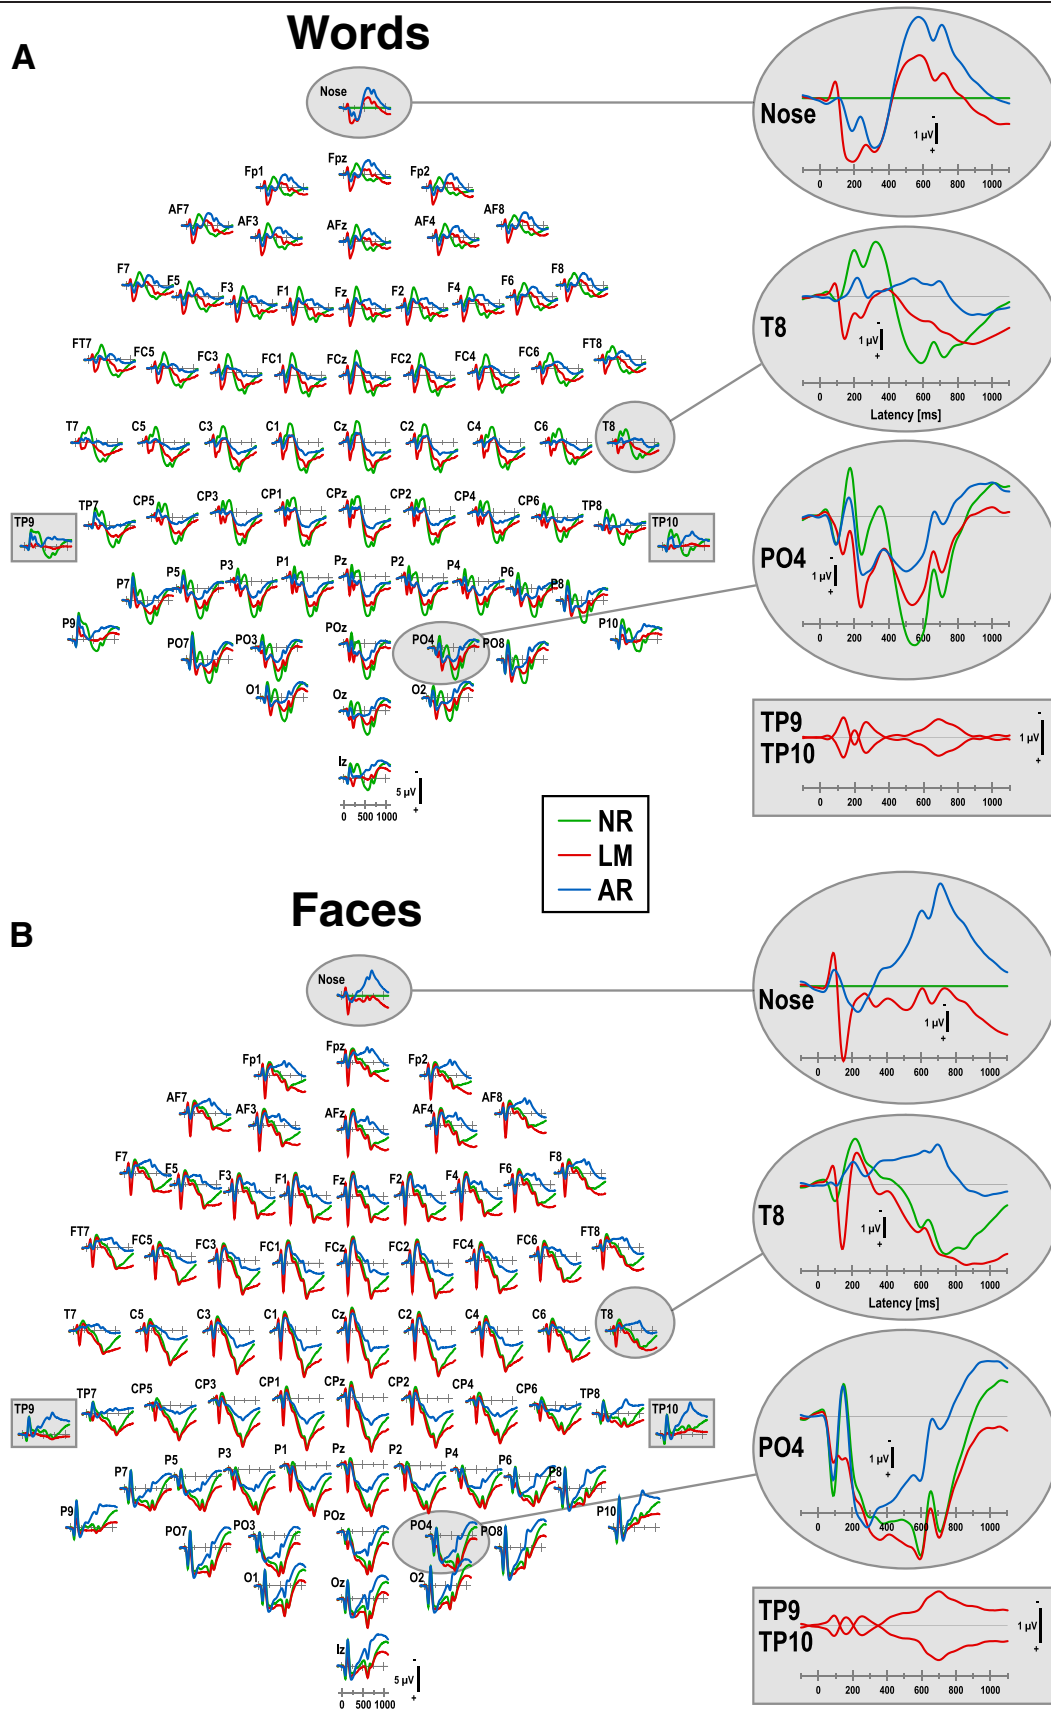 A
Words
Nose
Fp1 Fpz Fp2
AF7 AF3 AFz AF4 AF8
F7 F5 F3 F1 Fz F2 F4 F6 F8
FT7 FC5 FC3 FC1 FCz FC2 FC4 FC6 FT8
T7 C5 C3 C1 Cz C2 C4 C6 T8
TP9 TP7 CP5 CP3 CP1 CPz CP2 CP4 CP6 TP8 TP10
P9 P7 P5 P3 P1 Pz P2 P4 P6 P8 P10
PO7 PO3 POz PO4 PO8
O1 Oz O2
Iz
0 500 1000
5 µV
-
+
Nose
1 µV
-
+
0 200 400 600 800 1000
T8
1 µV
-
+
0 200 400 600 800 1000
Latency [ms]
PO4
1 µV
-
+
0 200 400 600 800 1000
TP9
TP10
1 µV
-
+
0 200 400 600 800 1000
NR
LM
AR
B
Faces
Nose
Fp1 Fpz Fp2
AF7 AF3 AFz AF4 AF8
F7 F5 F3 F1 Fz F2 F4 F6 F8
FT7 FC5 FC3 FC1 FCz FC2 FC4 FC6 FT8
T7 C5 C3 C1 Cz C2 C4 C6 T8
TP9 TP7 CP5 CP3 CP1 CPz CP2 CP4 CP6 TP8 TP10
P9 P7 P5 P3 P1 Pz P2 P4 P6 P8 P10
PO7 PO3 POz PO4 PO8
O1 Oz O2
Iz
0 500 1000
5 µV
-
+
Nose
1 µV
-
+
0 200 400 600 800 1000
T8
1 µV
-
+
0 200 400 600 800 1000
Latency [ms]
PO4
1 µV
-
+
0 200 400 600 800 1000
TP9
TP10
1 µV
-
+
0 200 400 600 800 1000